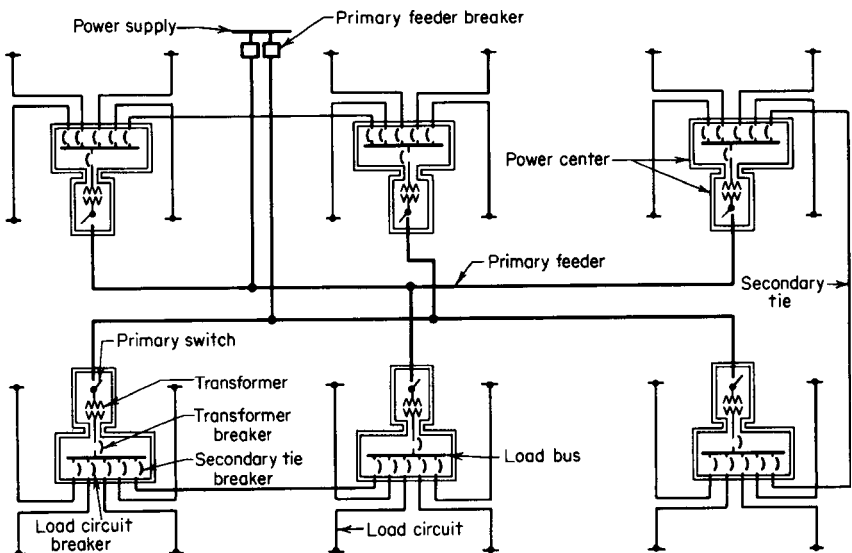 Power supply
Primary feeder breaker
Power center
Primary feeder
Secondary
tie
Primary switch
Transformer
Transformer
breaker
Secondary tie
breaker
Load bus
Load circuit
breaker
Load circuit